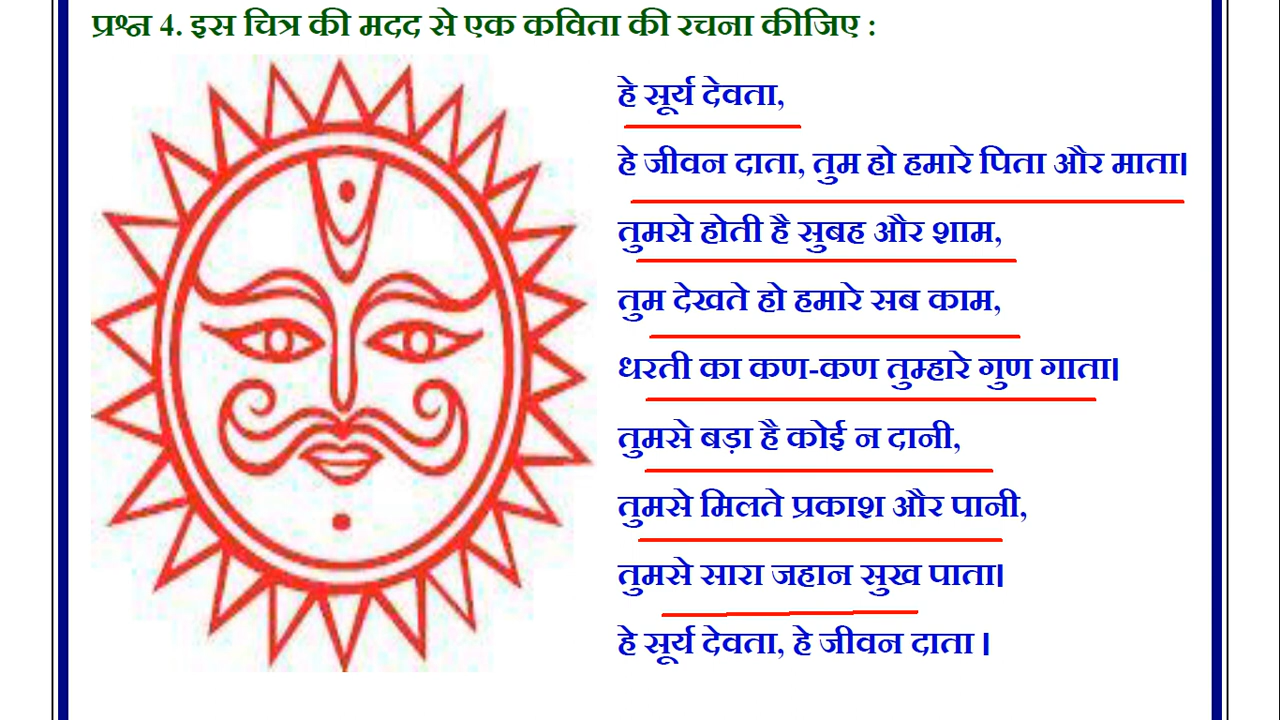 प्रश्न 4. इस चित्र की मदद से एक कविता की रचना कीजिए :
हे सूर्य देवता,
हे जीवन दाता, तुम हो हमारे पिता और माता।
तुमसे होती है सुबह और शाम,
तुम देखते हो हमारे सब काम,
धरती का कण-कण तुम्हारे गुण गाता।
तुमसे बड़ा है कोई न दानी,
तुमसे मिलते प्रकाश और पानी,
तुमसे सारा जहान सुख पाता।
हे सूर्य देवता, हे जीवन दाता ।